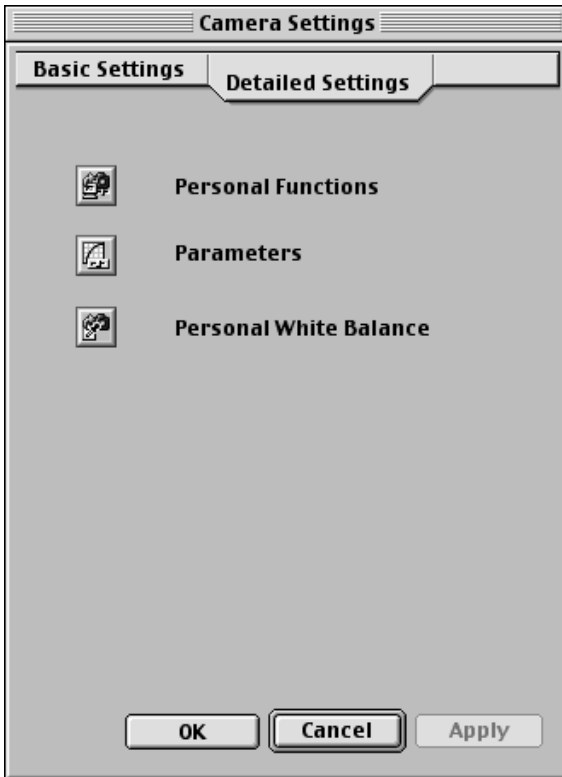 Camera Settings
Basic Settings
Detailed Settings
Personal Functions
Parameters
Personal White Balance
OK Cancel Apply